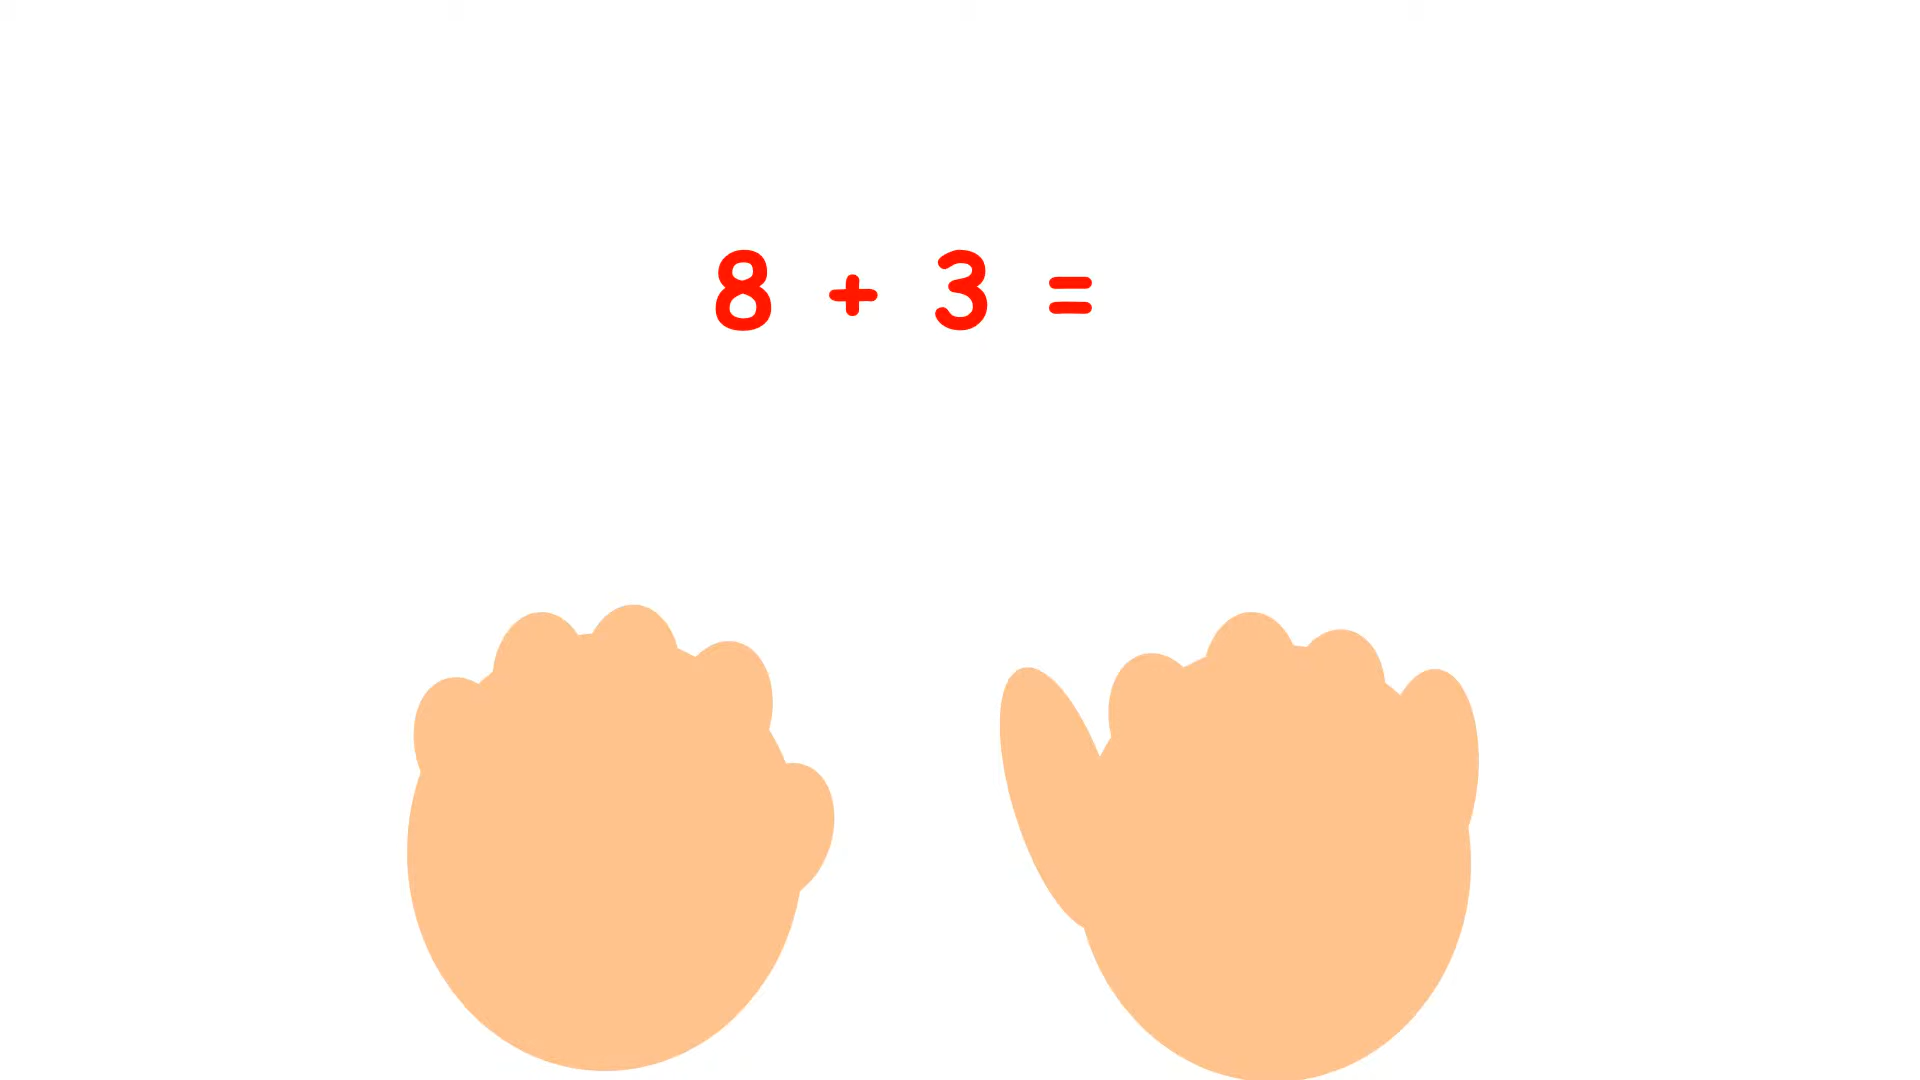 8 + 3 =